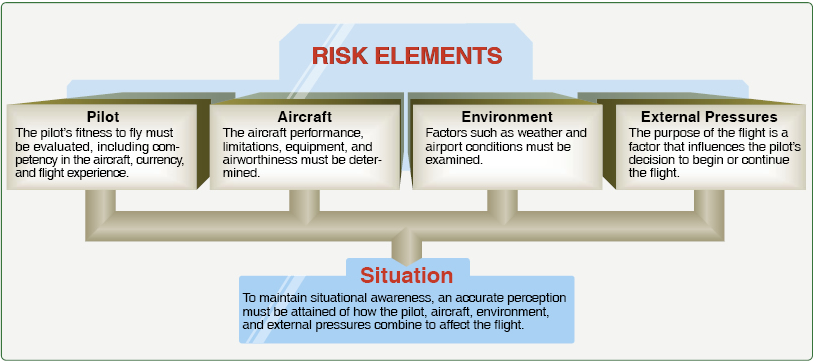 RISK ELEMENTS
Pilot
The pilot's fitness to fly must
be evaluated, including com-
petency in the aircraft, currency,
and flight experience.
Aircraft
The aircraft performance,
limitations, equipment, and
airworthiness must be deter-
mined.
Environment
Factors such as weather and
airport conditions must be
examined.
External Pressures
The purpose of the flight is a
factor that influences the pilot's
decision to begin or continue
the flight.
Situation
To maintain situational awareness, an accurate perception
must be attained of how the pilot, aircraft, environment,
and external pressures combine to affect the flight.